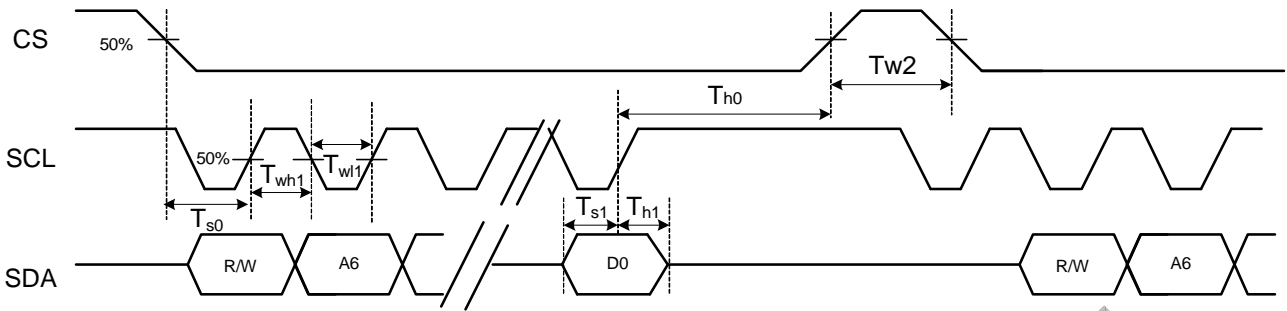 CS
50%
Tw2
Th0
SCL
50%
Twh1
Twl1
Ts0
Ts1
Th1
SDA
R/W
A6
D0
R/W
A6